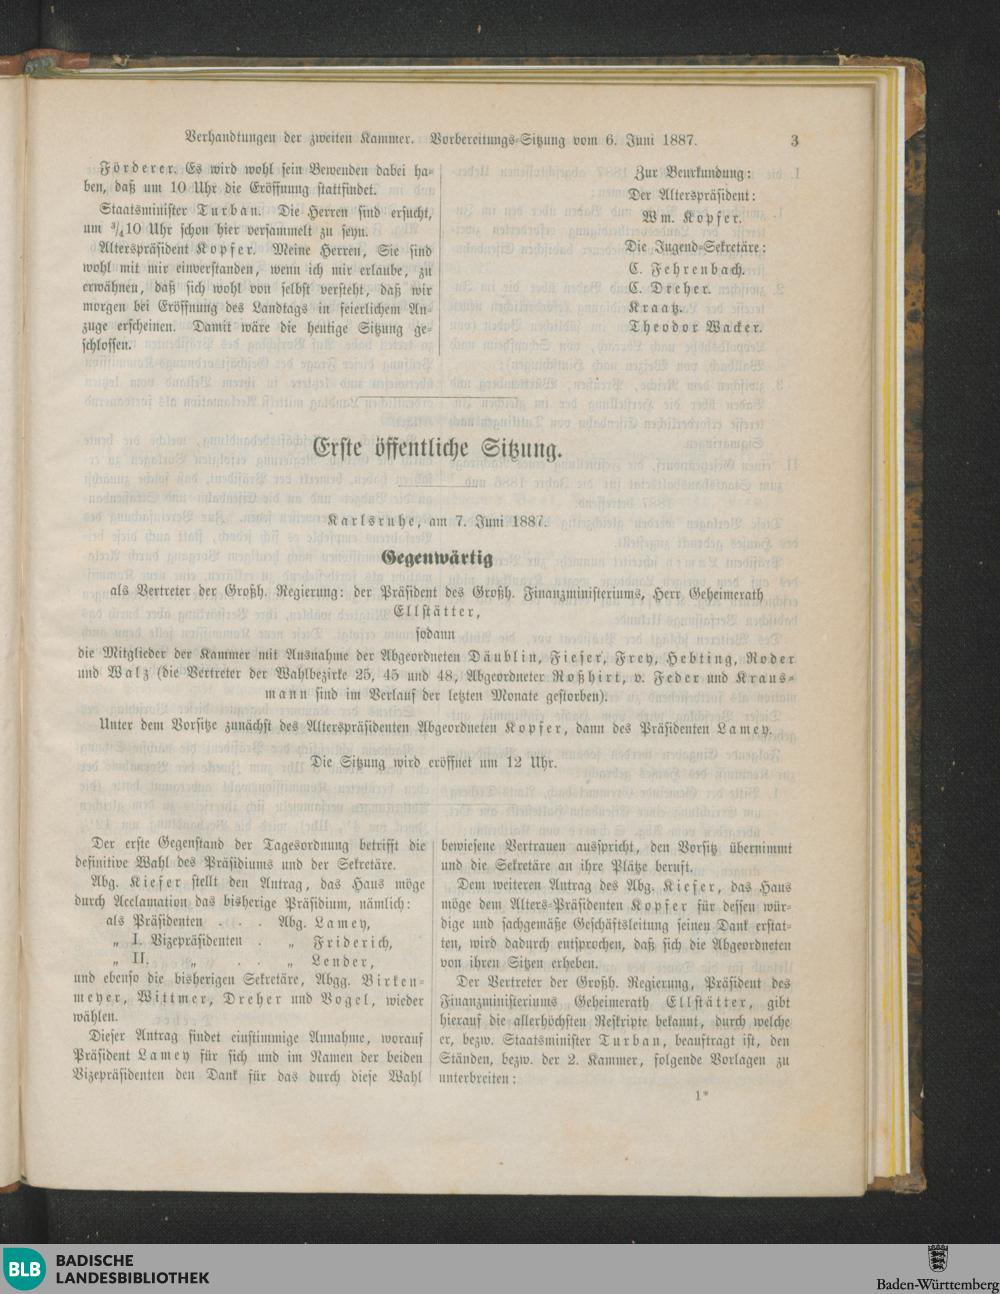 Verhandlungen der zweiten Kammer. Vorbereitungs-Sitzung vom 6. Juni 1887. 3
Förderer. Es wird wohl sein Bewenden dabei ha-
ben, daß um 10 Uhr die Eröffnung stattfindet.
Staatsminister Turban. Die Herren sind ersucht,
um ¾10 Uhr schon hier versammelt zu seyn.
Alterspräsident Kopfer. Meine Herren, Sie sind
wohl mit mir einverstanden, wenn ich mir erlaube, zu
erwähnen, daß sich wohl von selbst versteht, daß wir
morgen bei Eröffnung des Landtags in feierlichem An-
zuge erscheinen. Damit wäre die heutige Sitzung ge-
schlossen.
Zur Beurkundung:
Der Alterspräsident:
Wm. Kopfer.
Die Jugend-Sekretäre:
C. Fehrenbach.
C. Dreher.
Kraatz.
Theodor Wacker.
Erste öffentliche Sitzung.
Karlsruhe, am 7. Juni 1887.
Gegenwärtig
als Vertreter der Großh. Regierung: der Präsident des Großh. Finanzministeriums, Herr Geheimerath
Ellstätter,
sodann
die Mitglieder der Kammer mit Ausnahme der Abgeordneten Däublin, Fieser, Frey, Hebting, Roder
und Walz (die Vertreter der Wahlbezirke 25, 45 und 48, Abgeordneter Roßhirt, v. Feder und Kraus-
mann sind im Verlauf der letzten Monate gestorben).
Unter dem Vorsitze zunächst des Alterspräsidenten Abgeordneten Kopfer, dann des Präsidenten Lamey.
Die Sitzung wird eröffnet um 12 Uhr.
Der erste Gegenstand der Tagesordnung betrifft die
definitive Wahl des Präsidiums und der Sekretäre.
Abg. Kiefer stellt den Antrag, das Haus möge
durch Acclamation das bisherige Präsidium, nämlich:
als Präsidenten . . . Abg. Lamey,
„ I. Vizepräsidenten . „ Friderich,
„ II. „ . . „ Lender,
und ebenso die bisherigen Sekretäre, Abgg. Birken-
meyer, Wittmer, Dreher und Vogel, wieder
wählen.
Dieser Antrag findet einstimmige Annahme, worauf
Präsident Lamey für sich und im Namen der beiden
Vizepräsidenten den Dank für das durch diese Wahl
bewiesene Vertrauen ausspricht, den Vorsitz übernimmt
und die Sekretäre an ihre Plätze beruft.
Dem weiteren Antrag des Abg. Kiefer, das Haus
möge dem Alters-Präsidenten Kopfer für dessen wür-
dige und sachgemäße Geschäftsleitung seinen Dank erstat-
ten, wird dadurch entsprochen, daß sich die Abgeordneten
von ihren Sitzen erheben.
Der Vertreter der Großh. Regierung, Präsident des
Finanzministeriums Geheimerath Ellstätter, gibt
hierauf die allerhöchsten Reskripte bekannt, durch welche
er, bezw. Staatsminister Turban, beauftragt ist, den
Ständen, bezw. der 2. Kammer, folgende Vorlagen zu
unterbreiten:
1*
BLB BADISCHE
LANDESBIBLIOTHEK
Baden-Württemberg